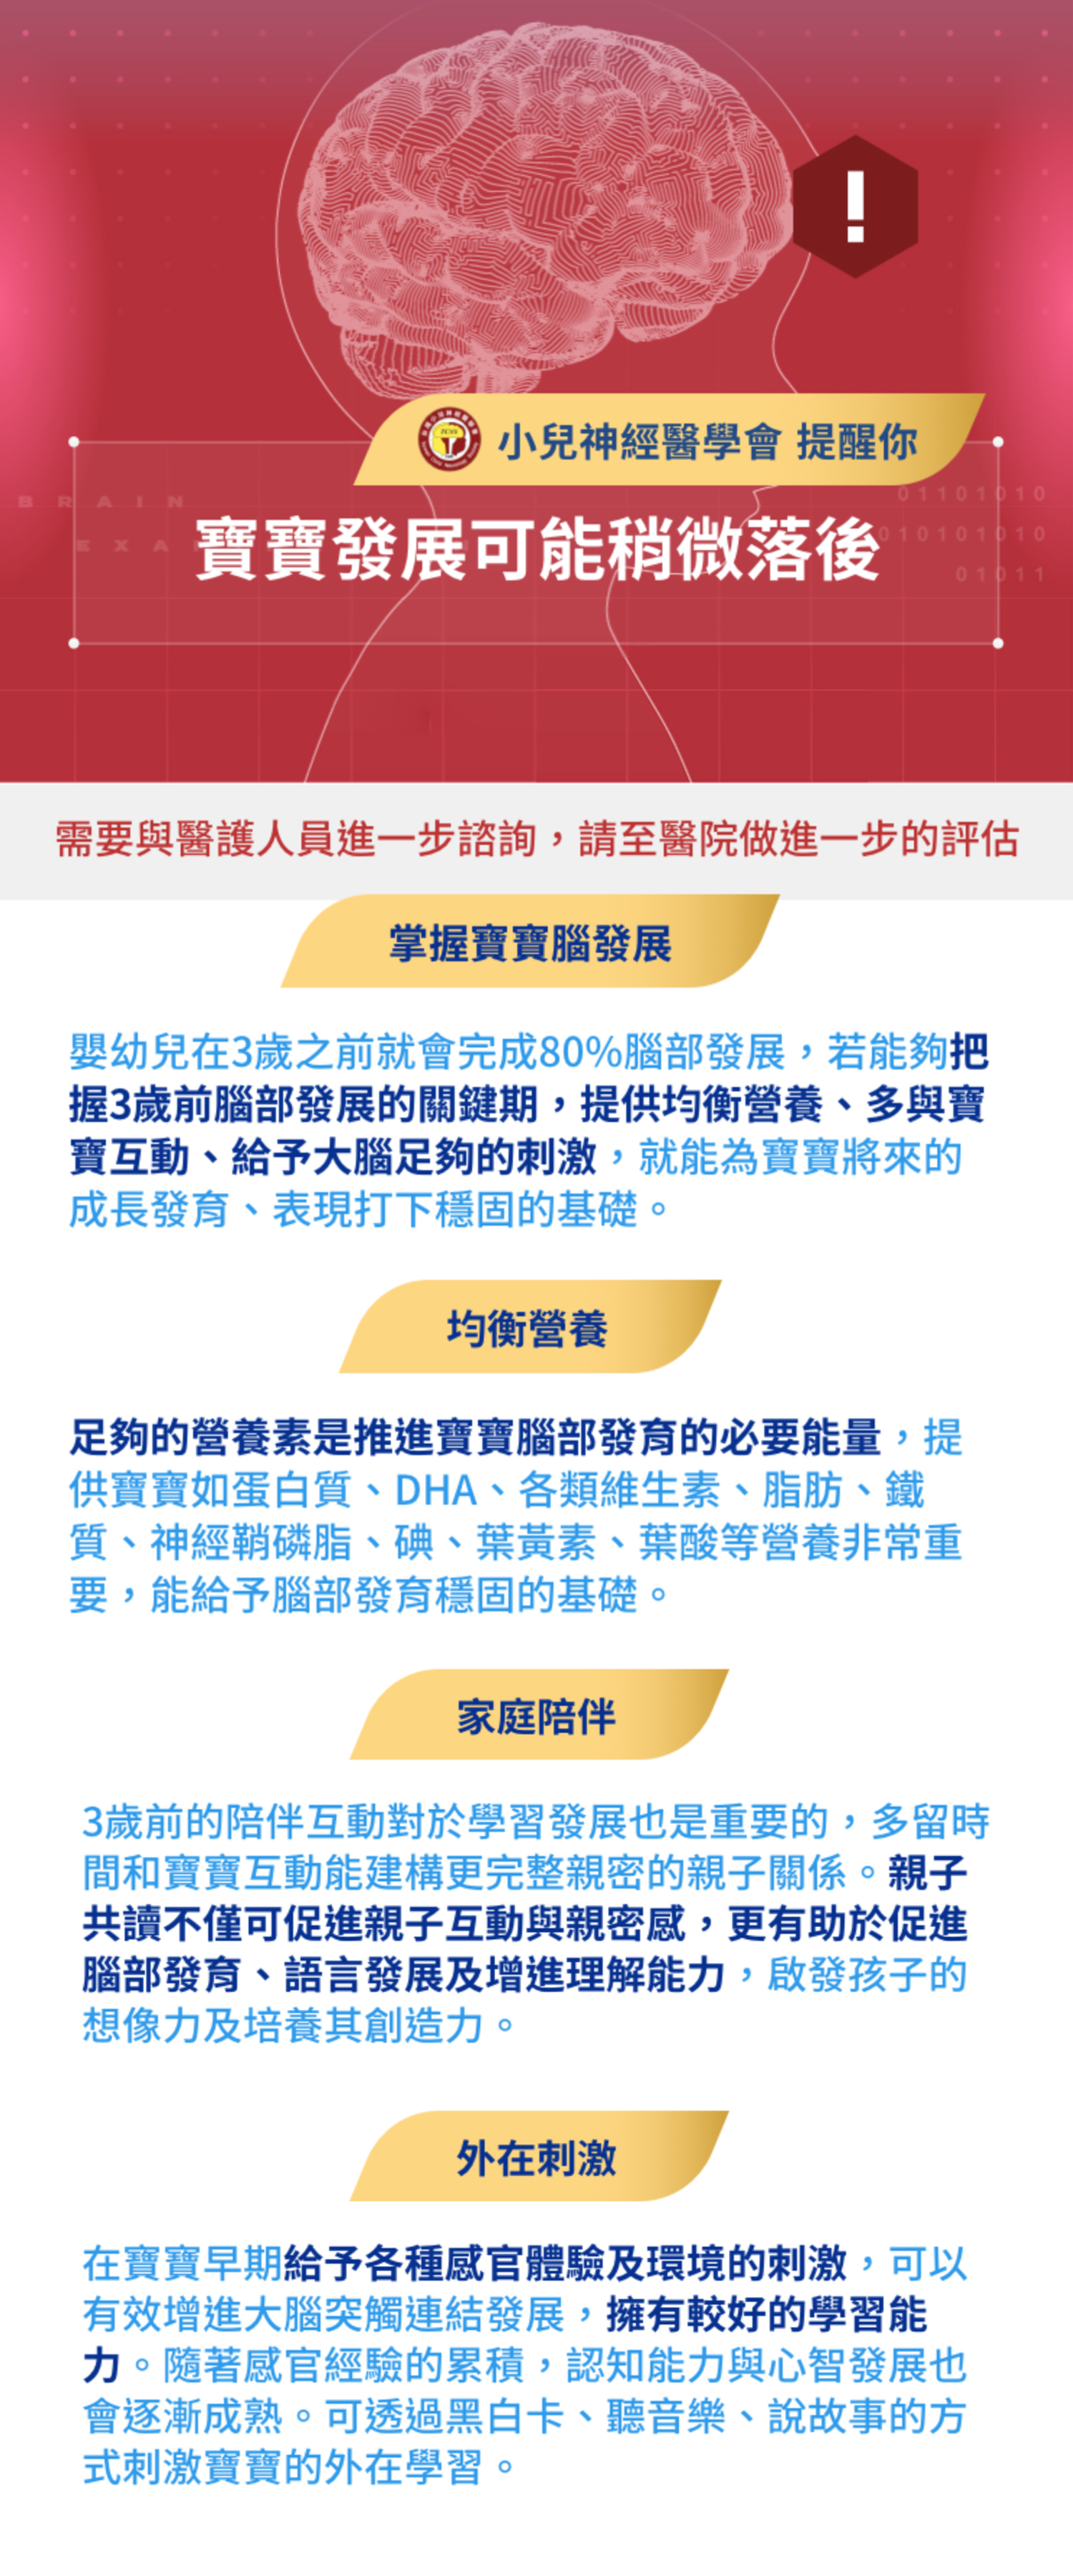 小兒神經醫學會 提醒你
BRAIN
01101010
寶寶發展可能稍微落後
010101010
01011
需要與醫護人員進一步諮詢，請至醫院做進一步的評估
掌握寶寶腦發展
嬰幼兒在3歲之前就會完成80%腦部發展，若能夠把
握3歲前腦部發展的關鍵期，提供均衡營養、多與寶
寶互動、給予大腦足夠的刺激，就能為寶寶將來的
成長發育、表現打下穩固的基礎。
均衡營養
足夠的營養素是推進寶寶腦部發育的必要能量，提
供寶寶如蛋白質、DHA、各類維生素、脂肪、鐵
質、神經鞘磷脂、碘、葉黃素、葉酸等營養非常重
要，能給予腦部發育穩固的基礎。
家庭陪伴
3歲前的陪伴互動對於學習發展也是重要的，多留時
間和寶寶互動能建構更完整親密的親子關係。親子
共讀不僅可促進親子互動與親密感，更有助於促進
腦部發育、語言發展及增進理解能力，啟發孩子的
想像力及培養其創造力。
外在刺激
在寶寶早期給予各種感官體驗及環境的刺激，可以
有效增進大腦突觸連結發展，擁有較好的學習能
力。隨著感官經驗的累積，認知能力與心智發展也
會逐漸成熟。可透過黑白卡、聽音樂、說故事的方
式刺激寶寶的外在學習。